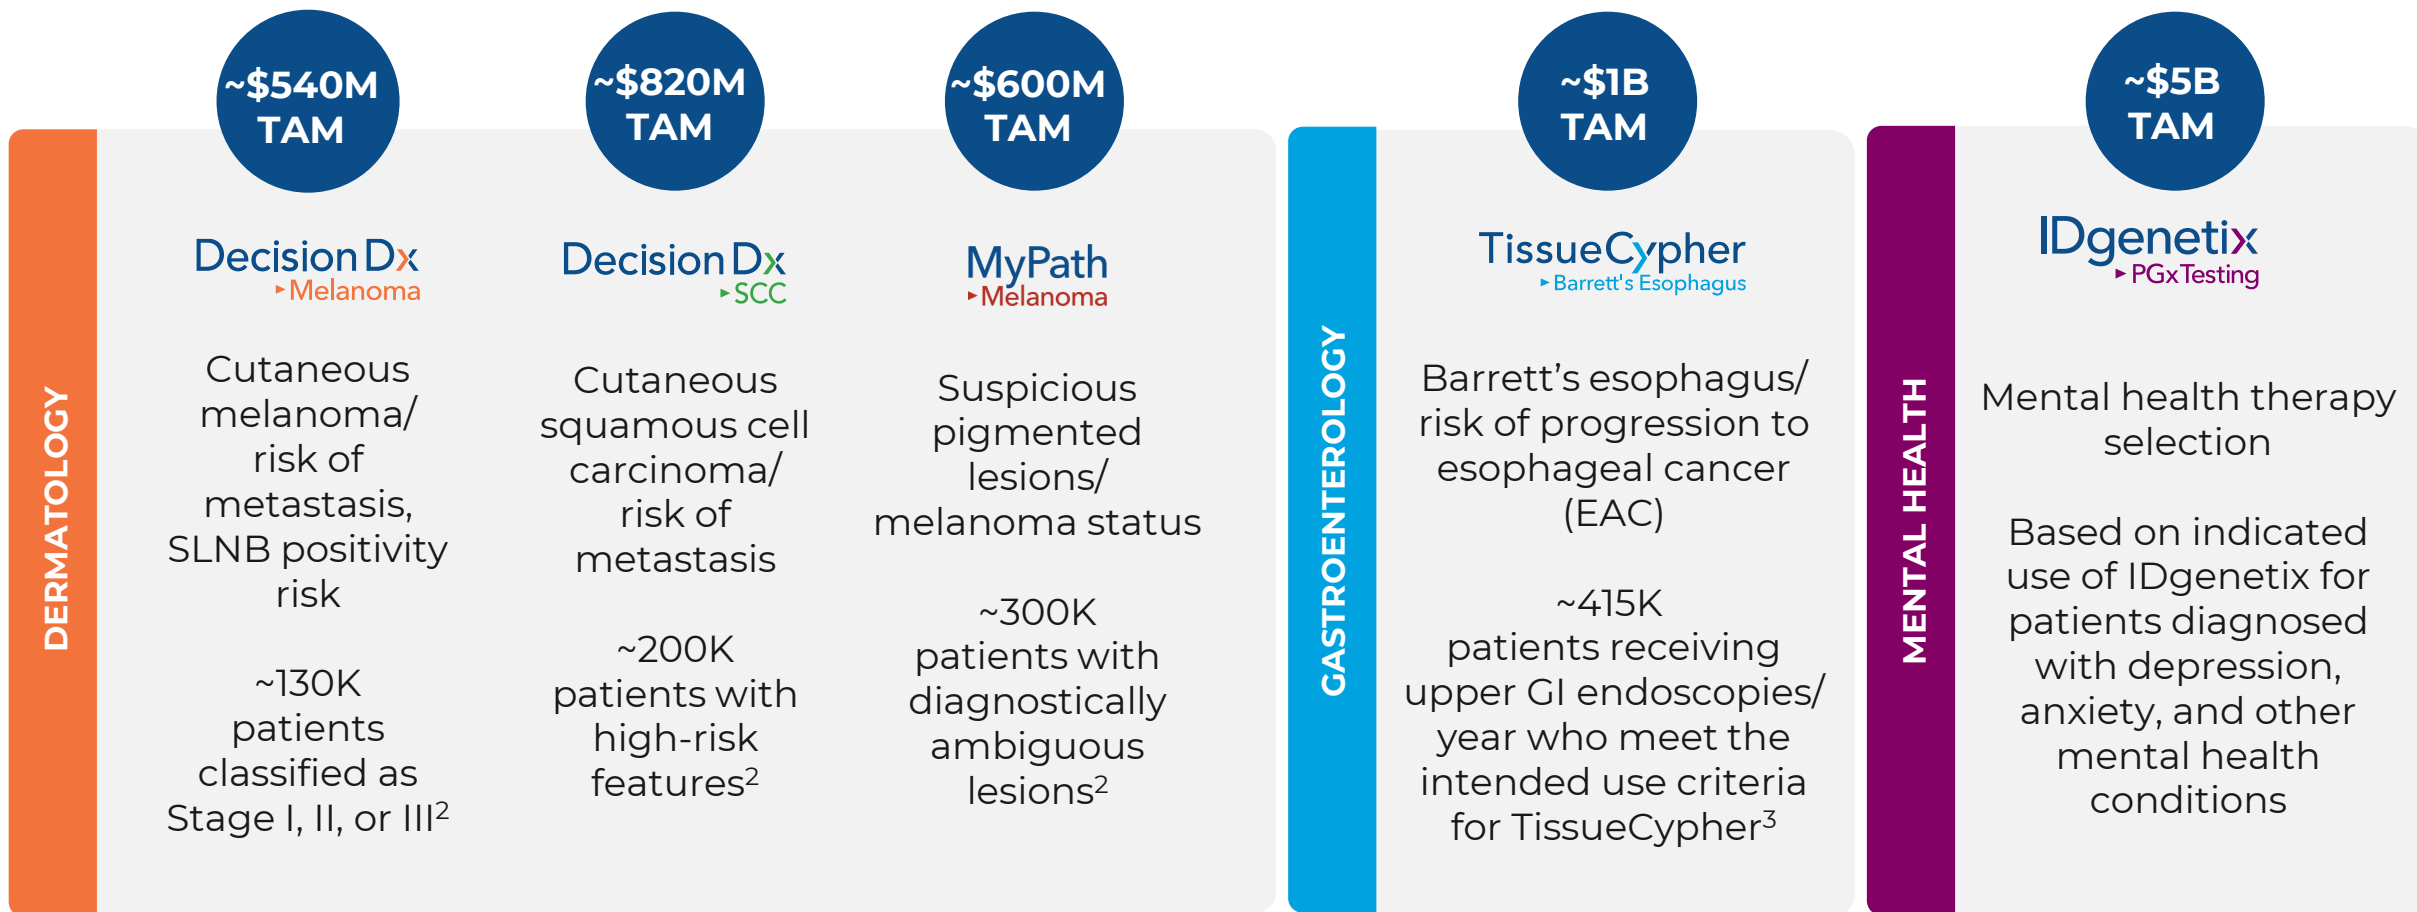 DERMATOLOGY
~$540M
TAM
DecisionDx
▸Melanoma
Cutaneous
melanoma/
risk of
metastasis,
SLNB positivity
risk
~130K
patients
classified as
Stage I, II, or III²
~$820M
TAM
DecisionDx
▸SCC
Cutaneous
squamous cell
carcinoma/
risk of
metastasis
~200K
patients with
high-risk
features²
~$600M
TAM
MyPath
▸Melanoma
Suspicious
pigmented
lesions/
melanoma status
~300K
patients with
diagnostically
ambiguous
lesions²
GASTROENTEROLOGY
~$1B
TAM
TissueCypher
▸Barrett's Esophagus
Barrett’s esophagus/
risk of progression to
esophageal cancer
(EAC)
~415K
patients receiving
upper GI endoscopies/
year who meet the
intended use criteria
for TissueCypher³
MENTAL HEALTH
~$5B
TAM
IDgenetix
▸PGxTesting
Mental health therapy
selection
Based on indicated
use of IDgenetix for
patients diagnosed
with depression,
anxiety, and other
mental health
conditions